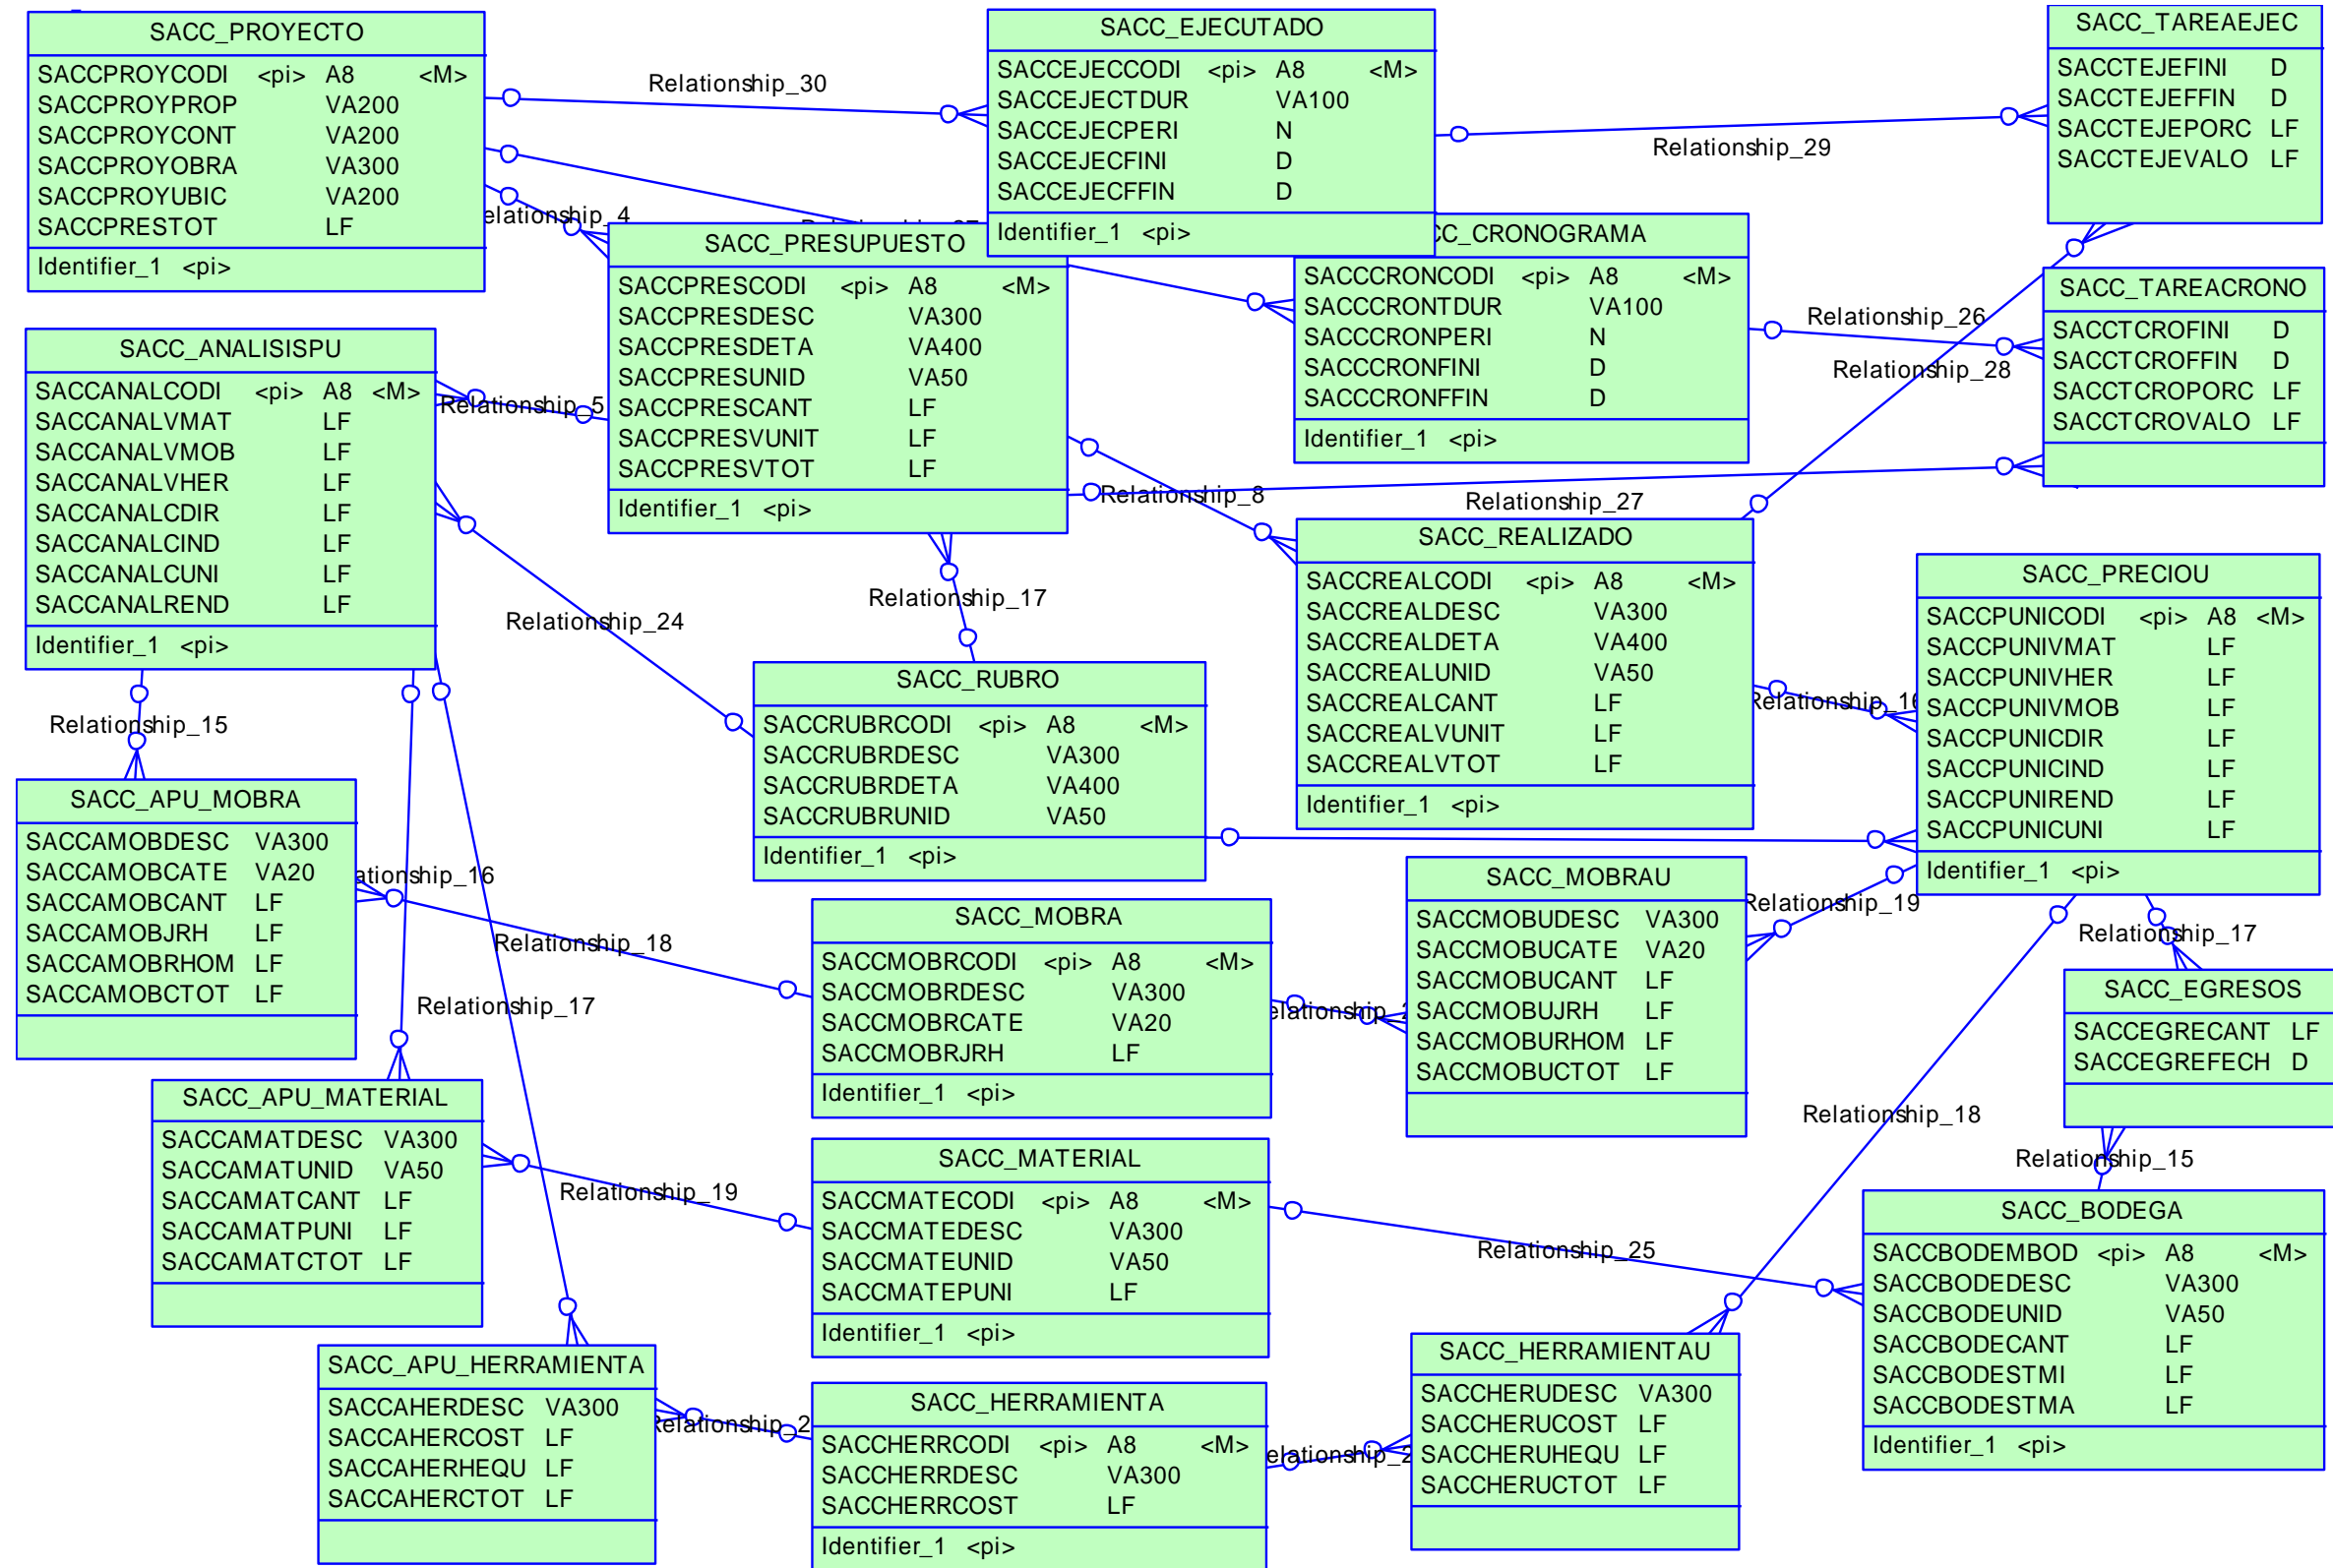 SACC_PROYECTO
SACCPROYCODI <pi> A8 <M>
SACCPROYPROP VA200
SACCPROYCONT VA200
SACCPROYOBRA VA300
SACCPROYUBIC VA200
SACCPRESTOT LF
Identifier_1 <pi>
Relationship_30
SACC_EJECUTADO
SACCEJECCODI <pi> A8 <M>
SACCEJECTDUR VA100
SACCEJECPERI N
SACCEJECFINI D
SACCEJECFFIN D
Identifier_1 <pi>
Relationship_29
SACC_TAREAEJEC
SACCTEJEFINI D
SACCTEJEFFIN D
SACCTEJEPORC LF
SACCTEJEVALO LF
elationship_4
SACC_PRESUPUESTO
SACCPRESCODI <pi> A8 <M>
SACCPRESDESC VA300
SACCPRESDETA VA400
SACCPRESUNID VA50
SACCPRESCANT LF
SACCPRESVUNIT LF
SACCPRESVTOT LF
Identifier_1 <pi>
CC_CRONOGRAMA
SACCCRONCODI <pi> A8 <M>
SACCCRONTDUR VA100
SACCCRONPERI N
SACCCRONFINI D
SACCCRONFFIN D
Identifier_1 <pi>
Relationship_26
Relationship_28
SACC_TAREACRONO
SACCTCROFINI D
SACCTCROFFIN D
SACCTCROPORC LF
SACCTCROVALO LF
SACC_ANALISISPU
SACCANALCODI <pi> A8 <M>
SACCANALVMAT LF
SACCANALVMOB LF
SACCANALVHER LF
SACCANALCDIR LF
SACCANALCIND LF
SACCANALCUNI LF
SACCANALREND LF
Identifier_1 <pi>
Relationship_5
Relationship_8
Relationship_27
Relationship_17
Relationship_24
SACC_REALIZADO
SACCREALCODI <pi> A8 <M>
SACCREALDESC VA300
SACCREALDETA VA400
SACCREALUNID VA50
SACCREALCANT LF
SACCREALVUNIT LF
SACCREALVTOT LF
Identifier_1 <pi>
Relationship_16
SACC_PRECIOU
SACCPUNICODI <pi> A8 <M>
SACCPUNIVMAT LF
SACCPUNIVHER LF
SACCPUNIVMOB LF
SACCPUNICDIR LF
SACCPUNICIND LF
SACCPUNIREND LF
SACCPUNICUNI LF
Identifier_1 <pi>
SACC_RUBRO
SACCRUBRCODI <pi> A8 <M>
SACCRUBRDESC VA300
SACCRUBRDETA VA400
SACCRUBRUNID VA50
Identifier_1 <pi>
Relationship_15
SACC_APU_MOBRA
SACCAMOBDESC VA300
SACCAMOBCATE VA20
SACCAMOBCANT LF
SACCAMOBJRH LF
SACCAMOBRHOM LF
SACCAMOBCTOT LF
ationship_16
Relationship_18
Relationship_17
SACC_MOBRA
SACCMOBRCODI <pi> A8 <M>
SACCMOBRDESC VA300
SACCMOBRCATE VA20
SACCMOBRJRH LF
Identifier_1 <pi>
elationship_2
SACC_MOBRAU
SACCMOBUDESC VA300
SACCMOBUCATE VA20
SACCMOBUCANT LF
SACCMOBUJRH LF
SACCMOBURHOM LF
SACCMOBUCTOT LF
Relationship_19
Relationship_17
SACC_EGRESOS
SACCEGRECANT LF
SACCEGREFECH D
Relationship_18
Relationship_15
SACC_APU_MATERIAL
SACCAMATDESC VA300
SACCAMATUNID VA50
SACCAMATCANT LF
SACCAMATPUNI LF
SACCAMATCTOT LF
Relationship_19
SACC_MATERIAL
SACCMATECODI <pi> A8 <M>
SACCMATEDESC VA300
SACCMATEUNID VA50
SACCMATEPUNI LF
Identifier_1 <pi>
Relationship_25
SACC_BODEGA
SACCBODEMBOD <pi> A8 <M>
SACCBODEDESC VA300
SACCBODEUNID VA50
SACCBODECANT LF
SACCBODESTMI LF
SACCBODESTMA LF
Identifier_1 <pi>
SACC_APU_HERRAMIENTA
SACCAHERDESC VA300
SACCAHERCOST LF
SACCAHERHEQU LF
SACCAHERCTOT LF
Relationship_2
SACC_HERRAMIENTA
SACCHERRCODI <pi> A8 <M>
SACCHERRDESC VA300
SACCHERRCOST LF
Identifier_1 <pi>
elationship_2
SACC_HERRAMIENTAU
SACCHERUDESC VA300
SACCHERUCOST LF
SACCHERUHEQU LF
SACCHERUCTOT LF